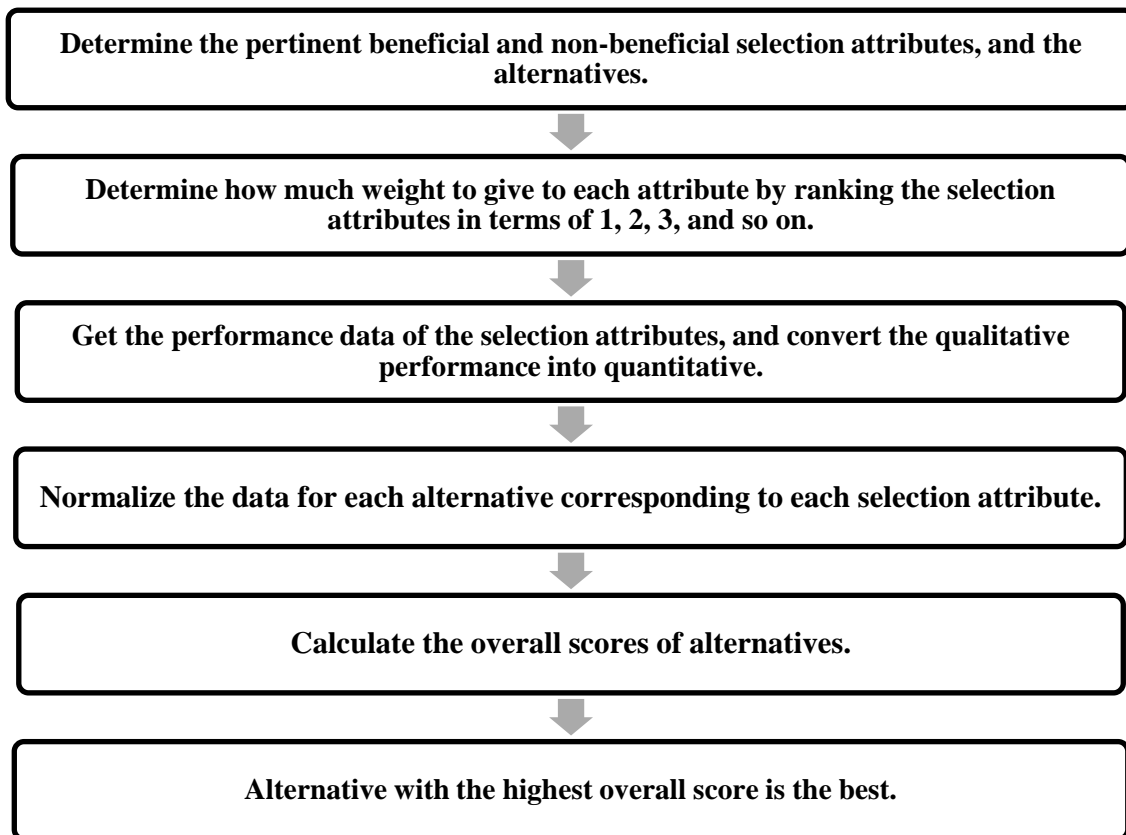 Determine the pertinent beneficial and non-beneficial selection attributes, and the
alternatives.
Determine how much weight to give to each attribute by ranking the selection
attributes in terms of 1, 2, 3, and so on.
Get the performance data of the selection attributes, and convert the qualitative
performance into quantitative.
Normalize the data for each alternative corresponding to each selection attribute.
Calculate the overall scores of alternatives.
Alternative with the highest overall score is the best.